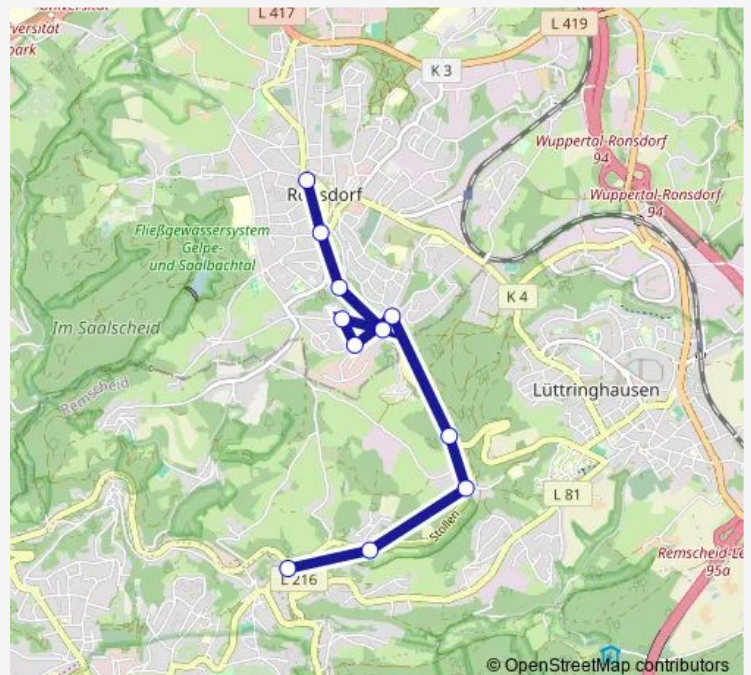 Universität
L 417
L 419
versität
park
K 3
Wuppertal-Ronsdorf
94
Wuppertal-Ronsdorf
94
Fließgewässersystem
Gelpe-
und Saalbachtal
K 4
Im Saalscheid
Remscheid
Lüttringhausen
L 81
Stollen
Remscheid-Le
95a
L 216
© OpenStreetMap contributors